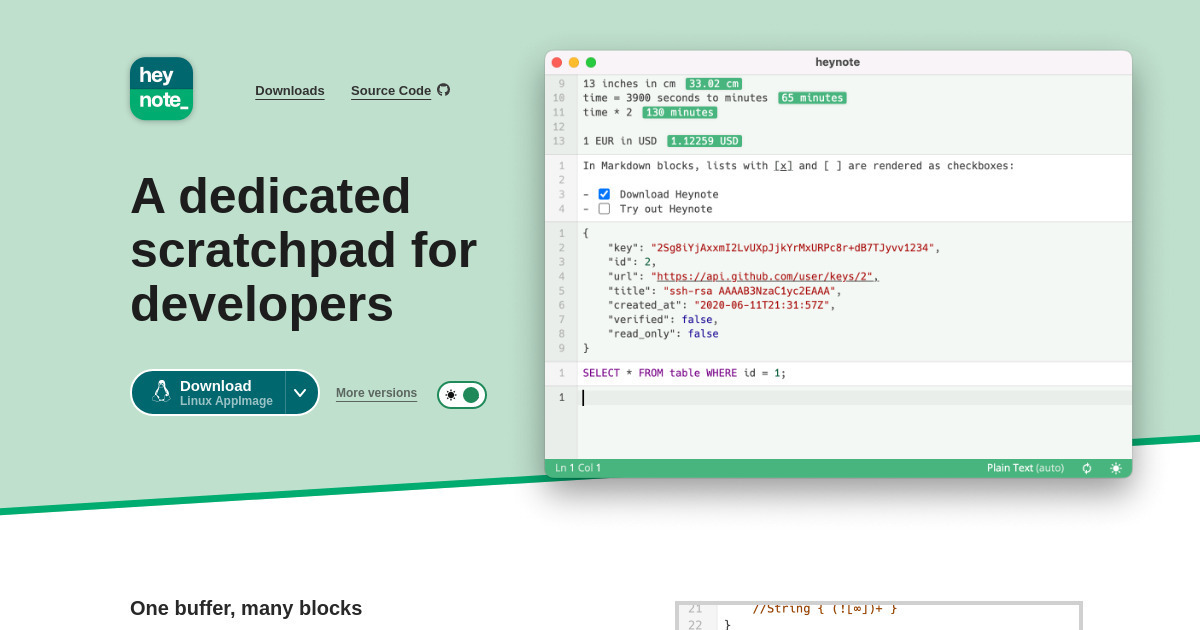 hey
note_
Downloads
Source Code
A dedicated
scratchpad for
developers
Download
Linux AppImage
More versions
heynote
9 13 inches in cm 33.02 cm
10 time = 3900 seconds to minutes 65 minutes
11 time * 2 130 minutes
12
13 1 EUR in USD 1.12259 USD
1 In Markdown blocks, lists with [x] and [ ] are rendered as checkboxes:
2
3 - Download Heynote
4 - Try out Heynote
1 {
2 "key": "2Sg8iYjAxxmI2LvUXpJjkYrMxURPc8r+dB7TJyvv1234",
3 "id": 2,
4 "url": "https://api.github.com/user/keys/2",
5 "title": "ssh-rsa AAAAB3NzaC1yc2EAAA",
6 "created_at": "2020-06-11T21:31:57Z",
7 "verified": false,
8 "read_only": false
9 }
1 SELECT * FROM table WHERE id = 1;
1
Ln 1 Col 1
Plain Text (auto)
One buffer, many blocks
21 //String { (![∞])+ }
22 }